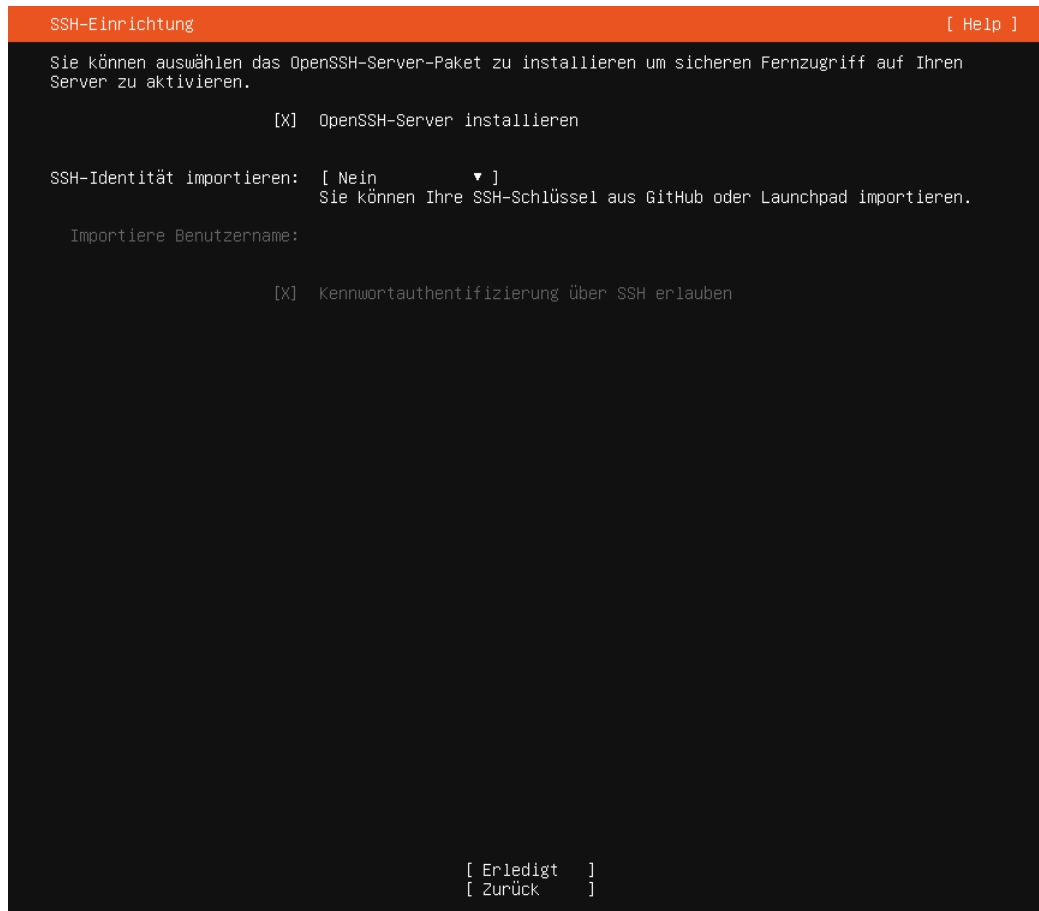 SSH-Einrichtung [ Help ]
Sie können auswählen das OpenSSH-Server-Paket zu installieren um sicheren Fernzugriff auf Ihren
Server zu aktivieren.
[X] OpenSSH-Server installieren
SSH-Identität importieren: [ Nein ▾ ]
Sie können Ihre SSH-Schlüssel aus GitHub oder Launchpad importieren.
Importiere Benutzername:
[X] Kennwortauthentifizierung über SSH erlauben
[ Erledigt ]
[ Zurück ]